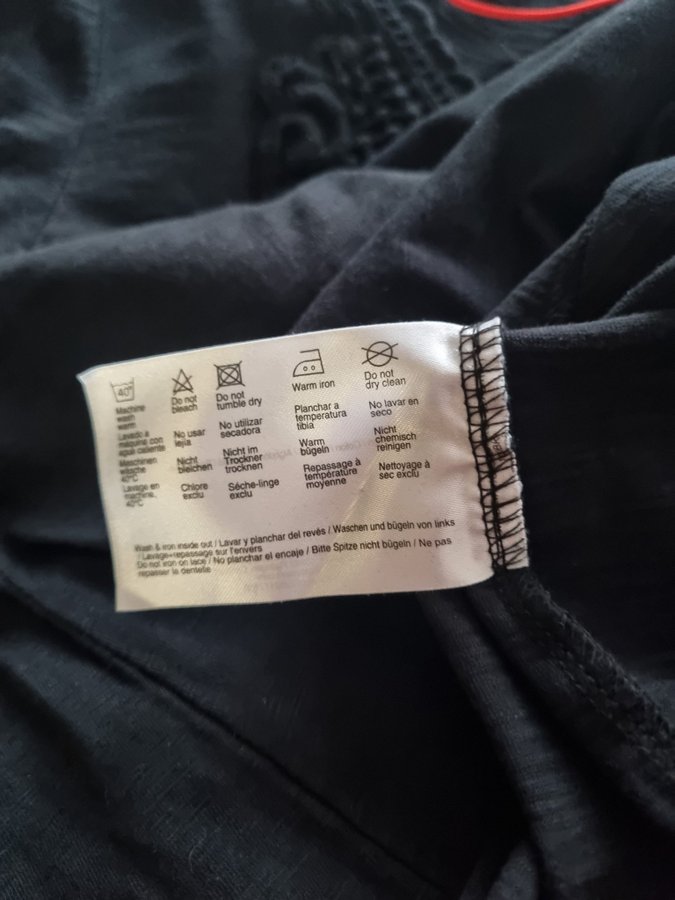 40°
Machine
wash
warm
Lavado a
máquina con
agua caliente
Maschinen
wäsche
40°C
Lavage en
machine,
40°C
Do not
bleach
No usar
lejía
Nicht
bleichen
Chlore
exclu
Do not
tumble dry
No utilizar
secadora
Nicht im
Trockner
trocknen
Séche-linge
exclu
Warm iron
Planchar a
temperatura
tibia
Warm
bügeln
Repassage à
température
moyenne
Do not
dry clean
No lavar en
seco
Nicht
chemisch
reinigen
Nettoyage à
sec exclu
Wash & iron inside out / Lavar y planchar del revés / Waschen und bügeln von links
/ Lavage+repassage sur l'envers
Do not iron on lace / No planchar el encaje / Bitte Spitze nicht bügeln / Ne pas
repasser la dentelle